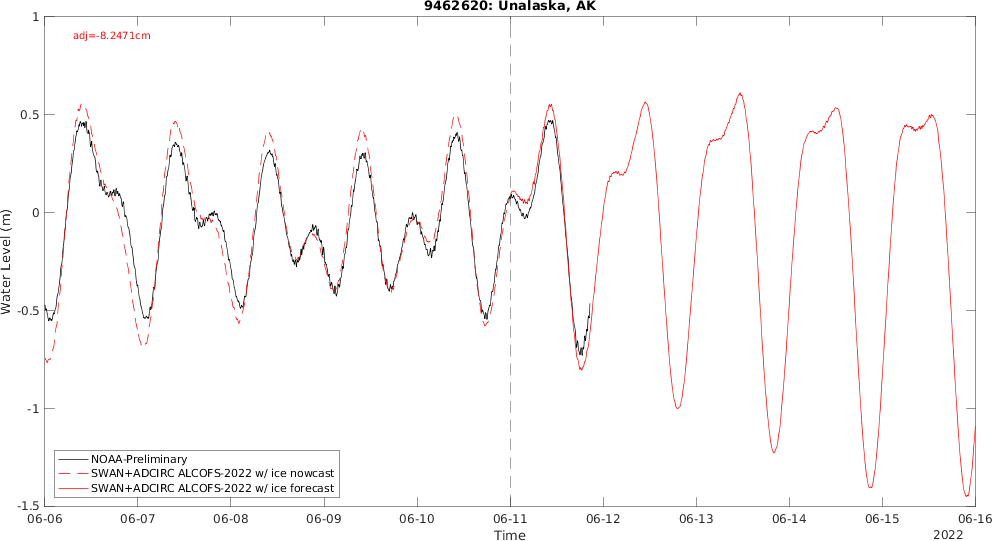 9462620: Unalaska, AK
adj=-8.2471cm
Water Level (m)
1
0.5
0
-0.5
-1
-1.5
NOAA-Preliminary
SWAN+ADCIRC ALCOFS-2022 w/ ice nowcast
SWAN+ADCIRC ALCOFS-2022 w/ ice forecast
06-06 06-07 06-08 06-09 06-10 06-11 06-12 06-13 06-14 06-15 06-16
Time
2022